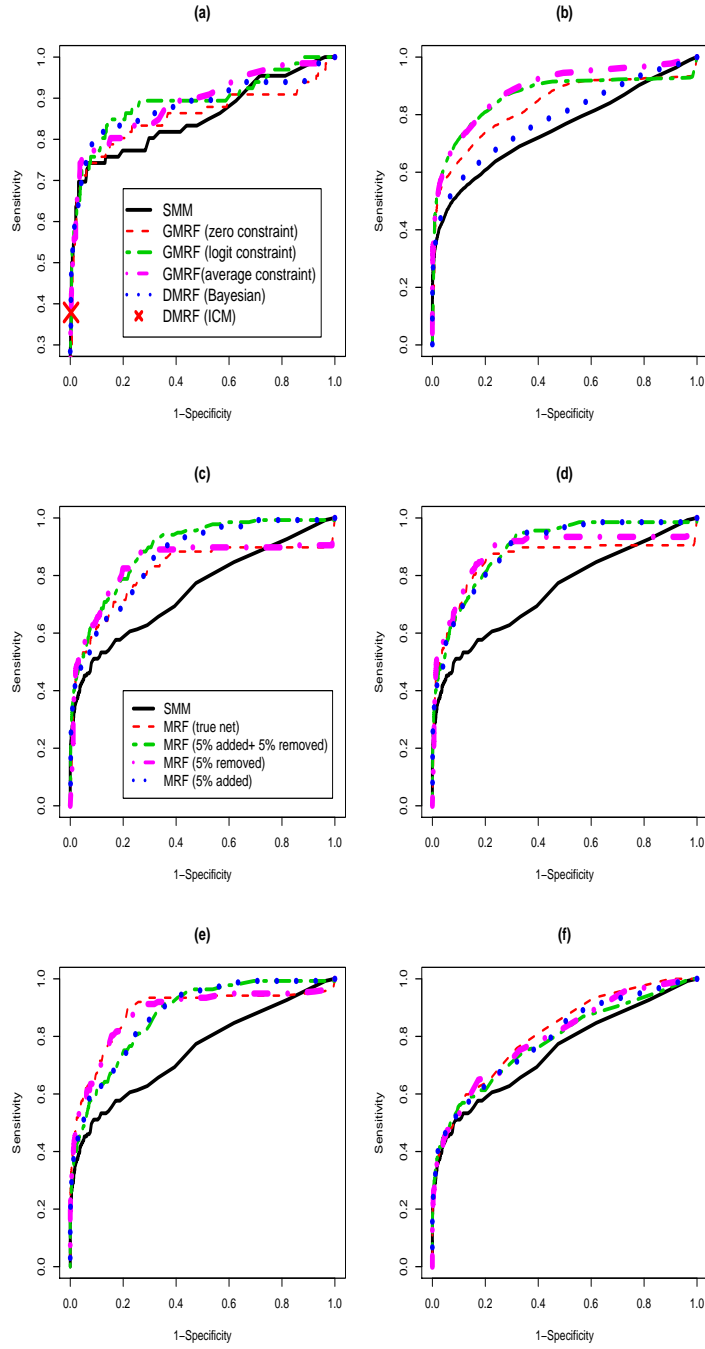 (a)
1.0
0.9
0.8
0.7
0.6
0.5
0.4
0.3
Sensitivity
SMM
GMRF (zero constraint)
GMRF (logit constraint)
GMRF(average constraint)
DMRF (Bayesian)
DMRF (ICM)
0.0 0.2 0.4 0.6 0.8 1.0
1−Specificity
(b)
1.0
0.8
0.6
0.4
0.2
0.0
Sensitivity
0.0 0.2 0.4 0.6 0.8 1.0
1−Specificity
(c)
1.0
0.8
0.6
0.4
0.2
0.0
Sensitivity
SMM
MRF (true net)
MRF (5% added+ 5% removed)
MRF (5% removed)
MRF (5% added)
0.0 0.2 0.4 0.6 0.8 1.0
1−Specificity
(d)
1.0
0.8
0.6
0.4
0.2
0.0
Sensitivity
0.0 0.2 0.4 0.6 0.8 1.0
1−Specificity
(e)
1.0
0.8
0.6
0.4
0.2
0.0
Sensitivity
0.0 0.2 0.4 0.6 0.8 1.0
1−Specificity
(f)
1.0
0.8
0.6
0.4
0.2
0.0
Sensitivity
0.0 0.2 0.4 0.6 0.8 1.0
1−Specificity